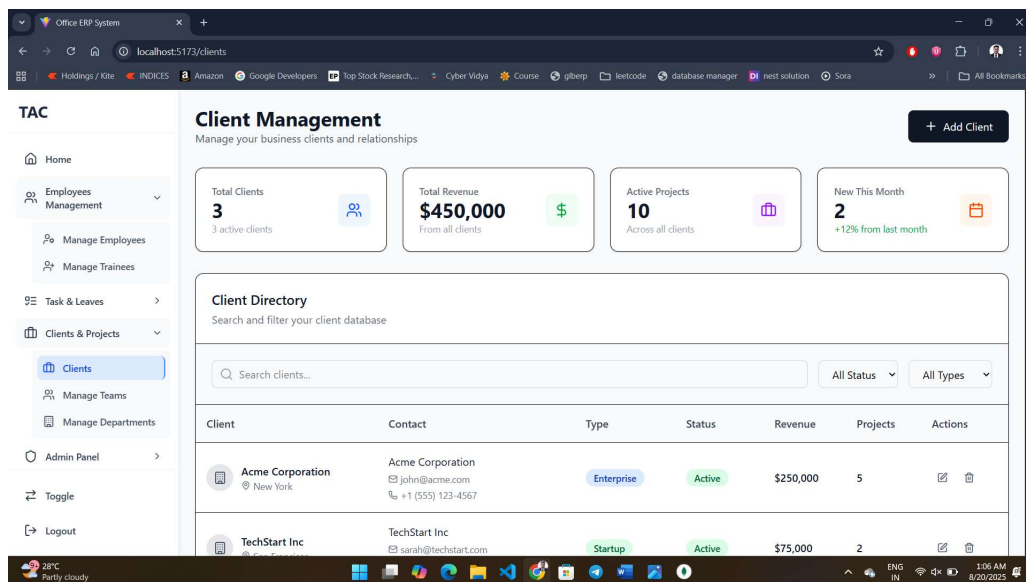 Office ERP System
localhost:5173/clients
Holdings / Kite
INDICES
Amazon
Google Developers
EP Top Stock Research,...
Cyber Vidya
Course
glberp
leetcode
database manager
DI nest solution
Sora
»
All Bookmarks
TAC
Home
Employees
Management
Manage Employees
Manage Trainees
Task & Leaves
Clients & Projects
Clients
Manage Teams
Manage Departments
Admin Panel
Toggle
Logout
Client Management
Manage your business clients and relationships
+ Add Client
Total Clients
3
3 active clients
Total Revenue
$450,000
From all clients
Active Projects
10
Across all clients
New This Month
2
+12% from last month
Client Directory
Search and filter your client database
Search clients...
All Status
All Types
Client Contact Type Status Revenue Projects Actions
Acme Corporation
New York
Acme Corporation
john@acme.com
+1 (555) 123-4567
Enterprise
Active
$250,000
5
TechStart Inc
San Francisco
TechStart Inc
sarah@techstart.com
Startup
Active
$75,000
2
28°C
Partly cloudy
ENG
IN
1:06 AM
8/20/2025